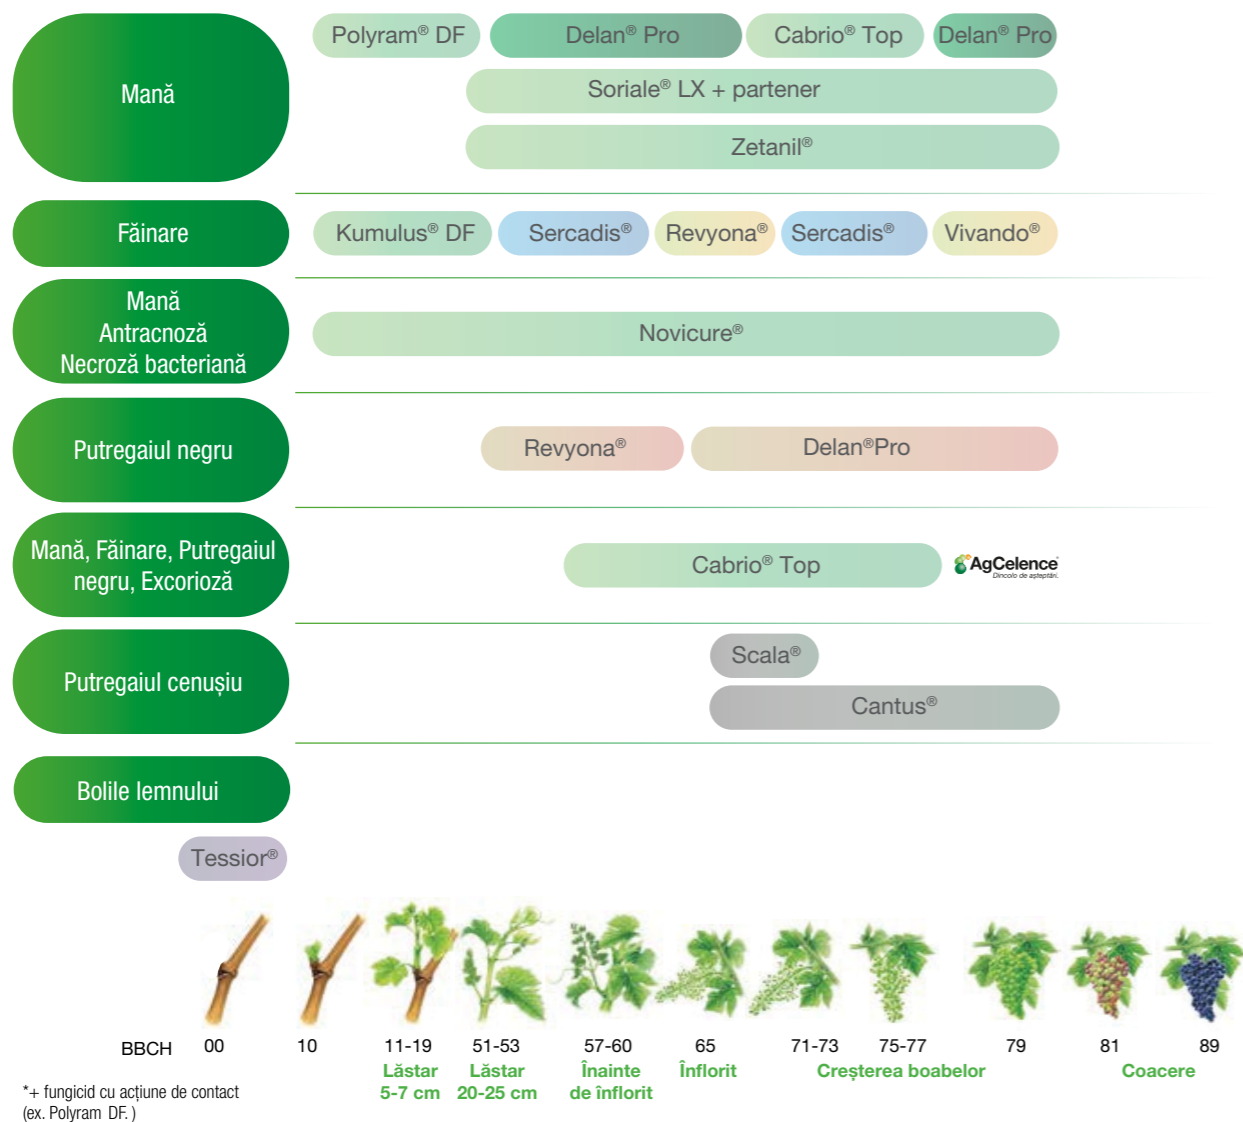 Mană
Polyram® DF
Delan® Pro
Cabrio® Top
Delan® Pro
Soriale® LX + partener
Zetanil®
Făinare
Kumulus® DF
Sercadis®
Revyona®
Sercadis®
Vivando®
Mană
Antracnoză
Necroză bacteriană
Novicure®
Putregaiul negru
Revyona®
Delan®Pro
Mană, Făinare, Putregaiul
negru, Excorioză
Cabrio® Top
AgCelence®
Dincolo de așteptări.
Putregaiul cenușiu
Scala®
Cantus®
Bolile lemnului
Tessior®
BBCH 00 10 11-19 51-53 57-60 65 71-73 75-77 79 81 89
Lăstar
5-7 cm
Lăstar
20-25 cm
Înainte
de înflorit
Înflorit
Creșterea boabelor
Coacere
*+ fungicid cu acțiune de contact
(ex. Polyram DF. )